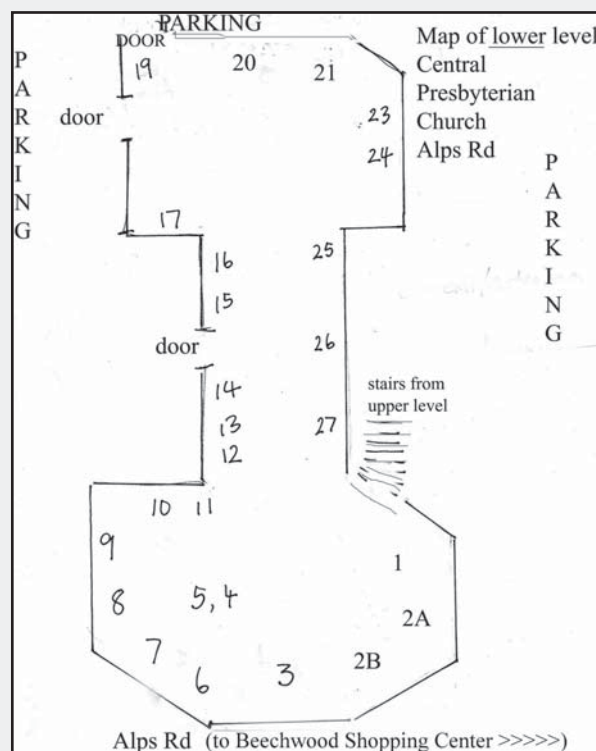 PARKING
DOOR
Map of lower level
Central
Presbyterian
Church
Alps Rd
PARKING
door
19
20
21
23
24
PARKING
17
25
16
15
door
26
14
13
12
27
stairs from
upper level
10 11
9
8
5, 4
7
6
3
1
2A
2B
Alps Rd (to Beechwood Shopping Center >>>>>)